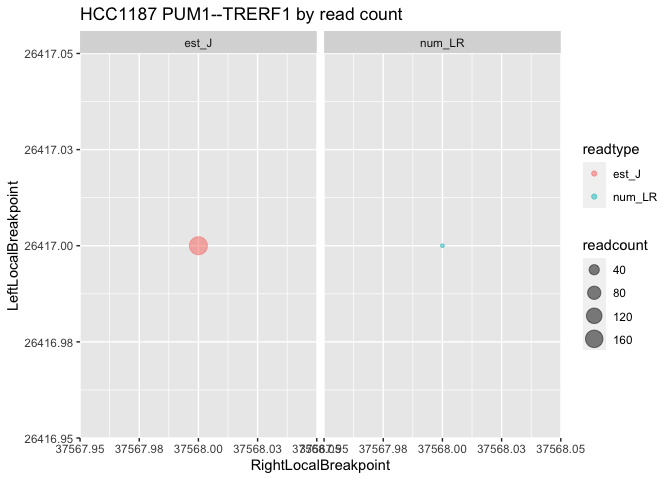 HCC1187 PUM1--TRERF1 by read count
est_J
num_LR
26417.05
26417.03
26417.00
26416.98
26416.95
LeftLocalBreakpoint
37567.95
37567.98
37568.00
37568.03
37568.05
37567.95
37567.98
37568.00
37568.03
37568.05
RightLocalBreakpoint
readtype
est_J
num_LR
readcount
40
80
120
160